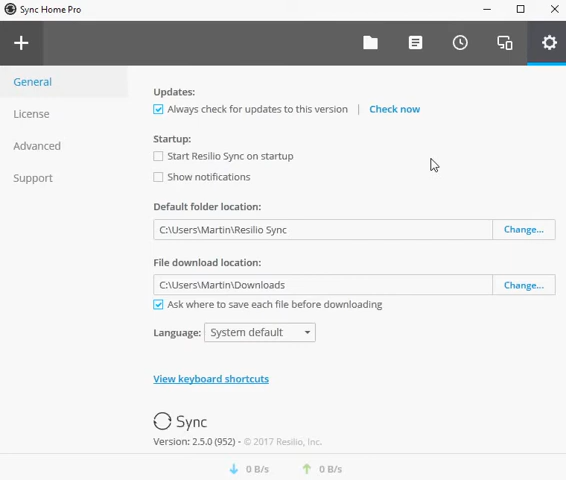 Sync Home Pro
General
License
Advanced
Support
Updates:
Always check for updates to this version | Check now
Startup:
Start Resilio Sync on startup
Show notifications
Default folder location:
C:\Users\Martin\Resilio Sync Change...
File download location:
C:\Users\Martin\Downloads Change...
Ask where to save each file before downloading
Language: System default
View keyboard shortcuts
Sync
Version: 2.5.0 (952) - © 2017 Resilio, Inc.
0 B/s 0 B/s